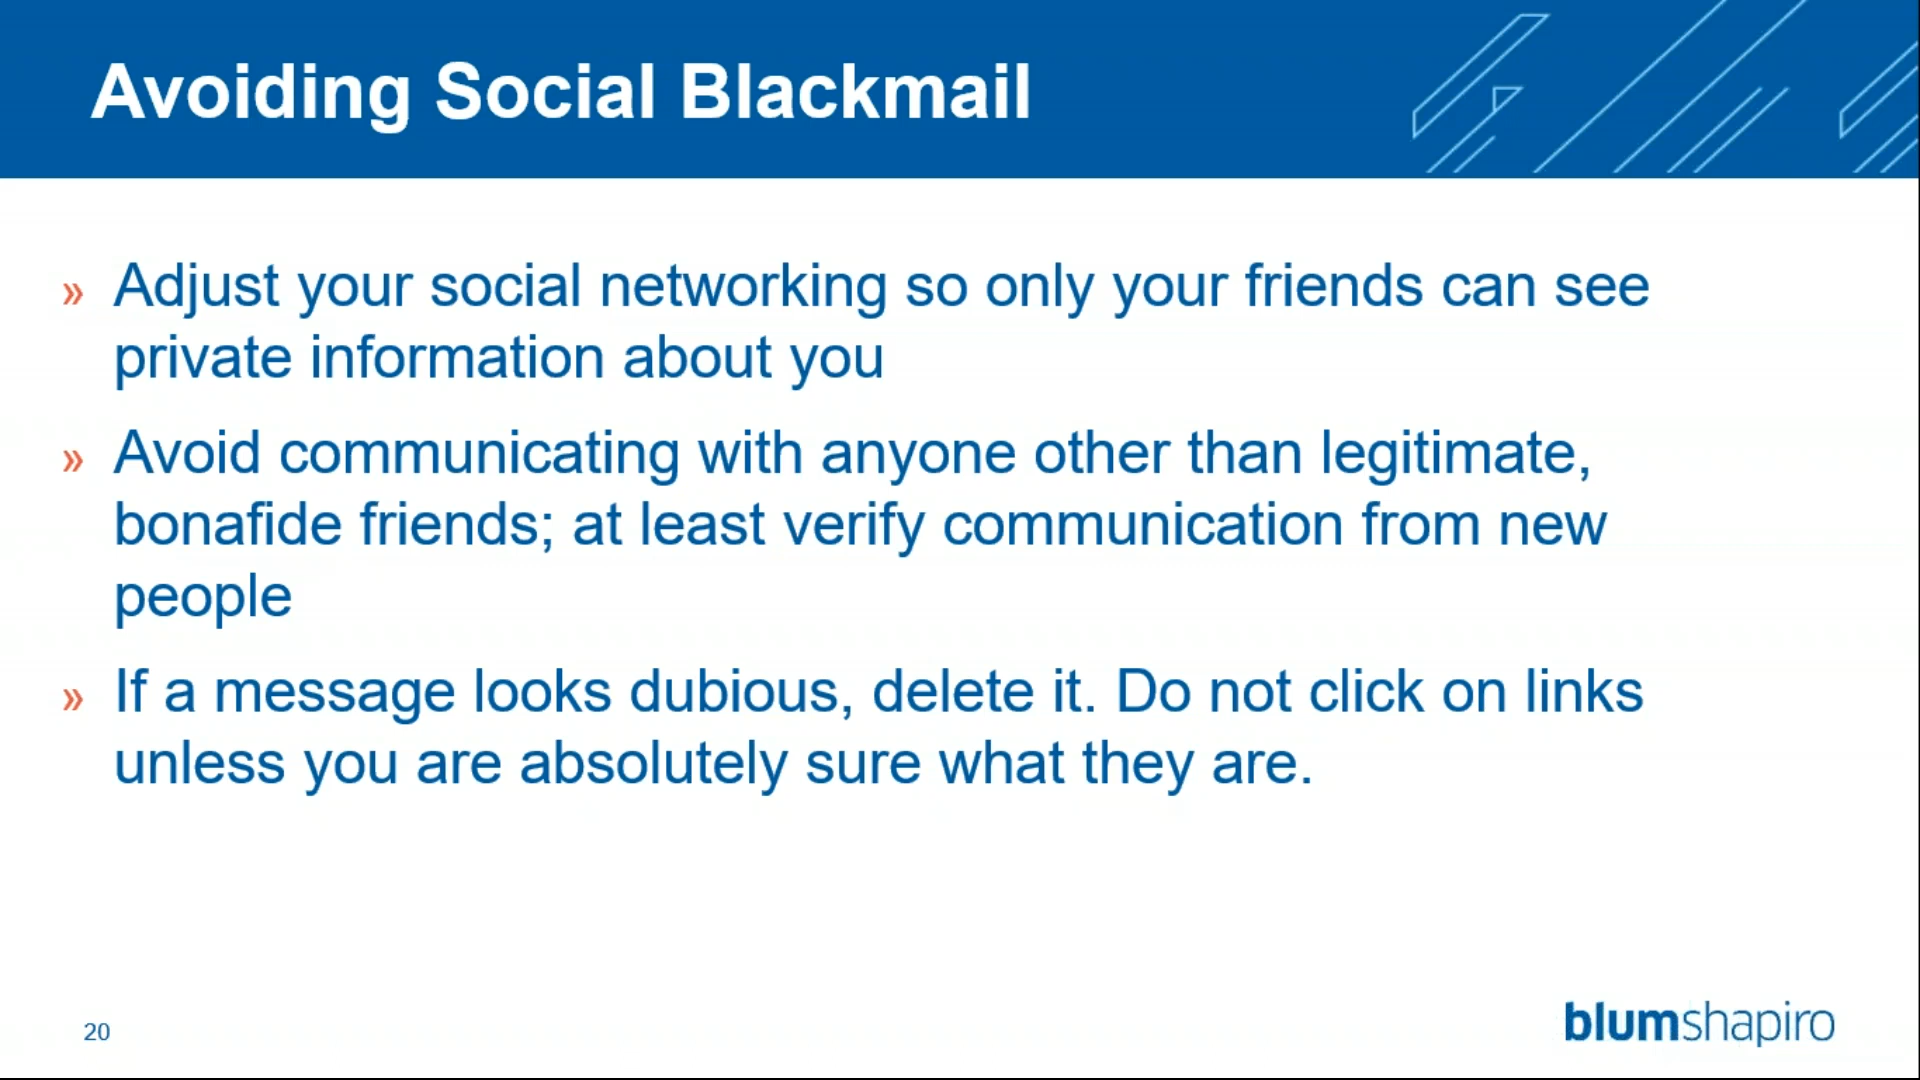 Avoiding Social Blackmail
» Adjust your social networking so only your friends can see
private information about you
» Avoid communicating with anyone other than legitimate,
bonafide friends; at least verify communication from new
people
» If a message looks dubious, delete it. Do not click on links
unless you are absolutely sure what they are.
20
blumshapiro